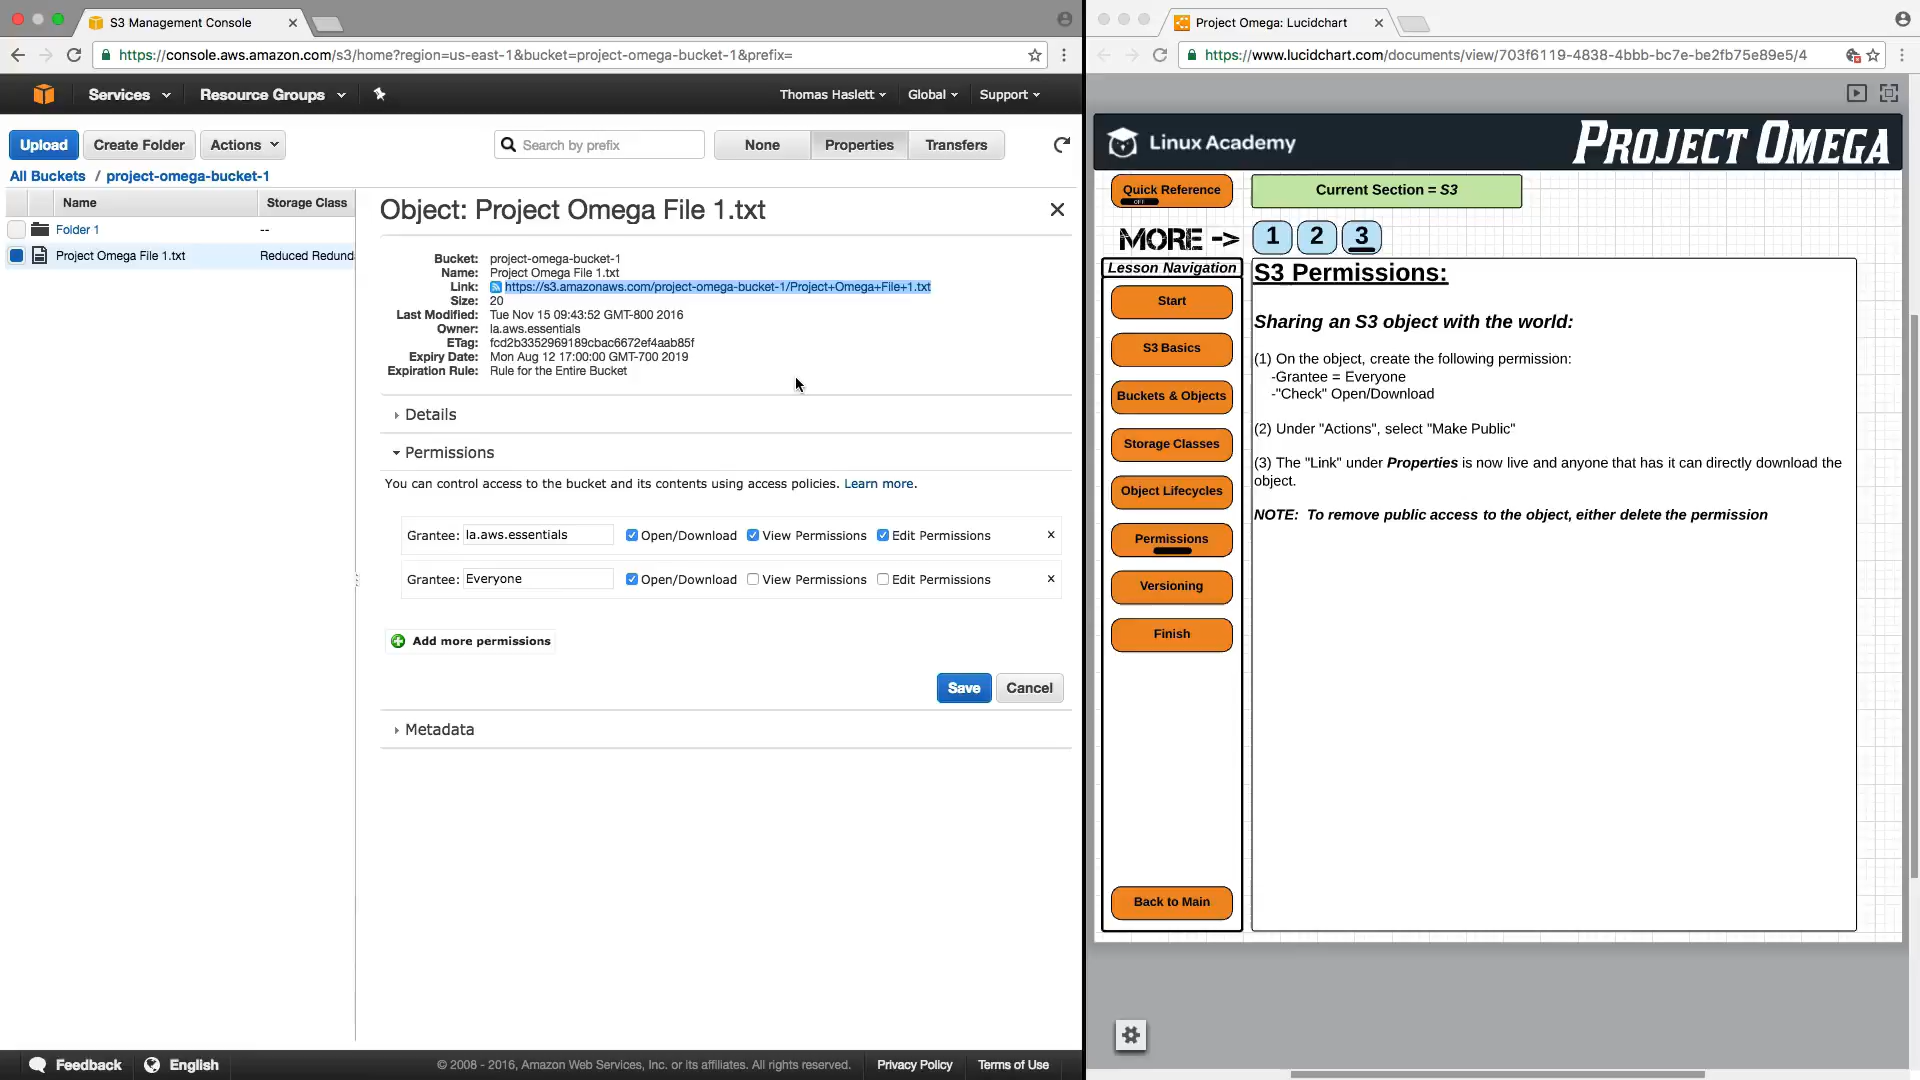 S3 Management Console
https://console.aws.amazon.com/s3/home?region=us-east-1&bucket=project-omega-bucket-1&prefix=
Services
Resource Groups
Thomas Haslett
Global
Support
Upload
Create Folder
Actions
Search by prefix
None
Properties
Transfers
All Buckets / project-omega-bucket-1
Name
Storage Class
Folder 1
--
Project Omega File 1.txt
Reduced Redund
Object: Project Omega File 1.txt
Bucket: project-omega-bucket-1
Name: Project Omega File 1.txt
Link: https://s3.amazonaws.com/project-omega-bucket-1/Project+Omega+File+1.txt
Size: 20
Last Modified: Tue Nov 15 09:43:52 GMT-800 2016
Owner: la.aws.essentials
ETag: fcd2b3352969189cbac6672ef4aab85f
Expiry Date: Mon Aug 12 17:00:00 GMT-700 2019
Expiration Rule: Rule for the Entire Bucket
Details
Permissions
You can control access to the bucket and its contents using access policies. Learn more.
Grantee: la.aws.essentials Open/Download View Permissions Edit Permissions x
Grantee: Everyone Open/Download View Permissions Edit Permissions x
Add more permissions
Save
Cancel
Metadata
Feedback
English
© 2008 - 2016, Amazon Web Services, Inc. or its affiliates. All rights reserved.
Privacy Policy
Terms of Use
Project Omega: Lucidchart
https://www.lucidchart.com/documents/view/703f6119-4838-4bbb-bc7e-be2fb75e89e5/4
Linux Academy
PROJECT OMEGA
Quick Reference
OFF
Current Section = S3
MORE ->
1
2
3
Lesson Navigation
Start
S3 Basics
Buckets & Objects
Storage Classes
Object Lifecycles
Permissions
Versioning
Finish
Back to Main
S3 Permissions:
Sharing an S3 object with the world:
(1) On the object, create the following permission:
-Grantee = Everyone
-"Check" Open/Download
(2) Under "Actions", select "Make Public"
(3) The "Link" under Properties is now live and anyone that has it can directly download the
object.
NOTE: To remove public access to the object, either delete the permission